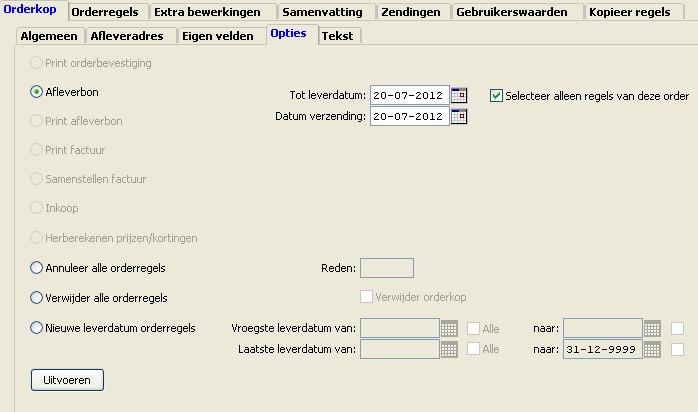 Orderkop Orderregels Extra bewerkingen Samenvatting Zendingen Gebruikerswaarden Kopieer regels
Algemeen Afleveradres Eigen velden Opties Tekst
Print orderbevestiging
Afleverbon Tot leverdatum: 20-07-2012 Selecteer alleen regels van deze order
Datum verzending: 20-07-2012
Print afleverbon
Print factuur
Samenstellen factuur
Inkoop
Herberekenen prijzen/kortingen
Annuleer alle orderregels Reden:
Verwijder alle orderregels Verwijder orderkop
Nieuwe leverdatum orderregels Vroegste leverdatum van: Alle naar:
Laatste leverdatum van: Alle naar: 31-12-9999
Uitvoeren